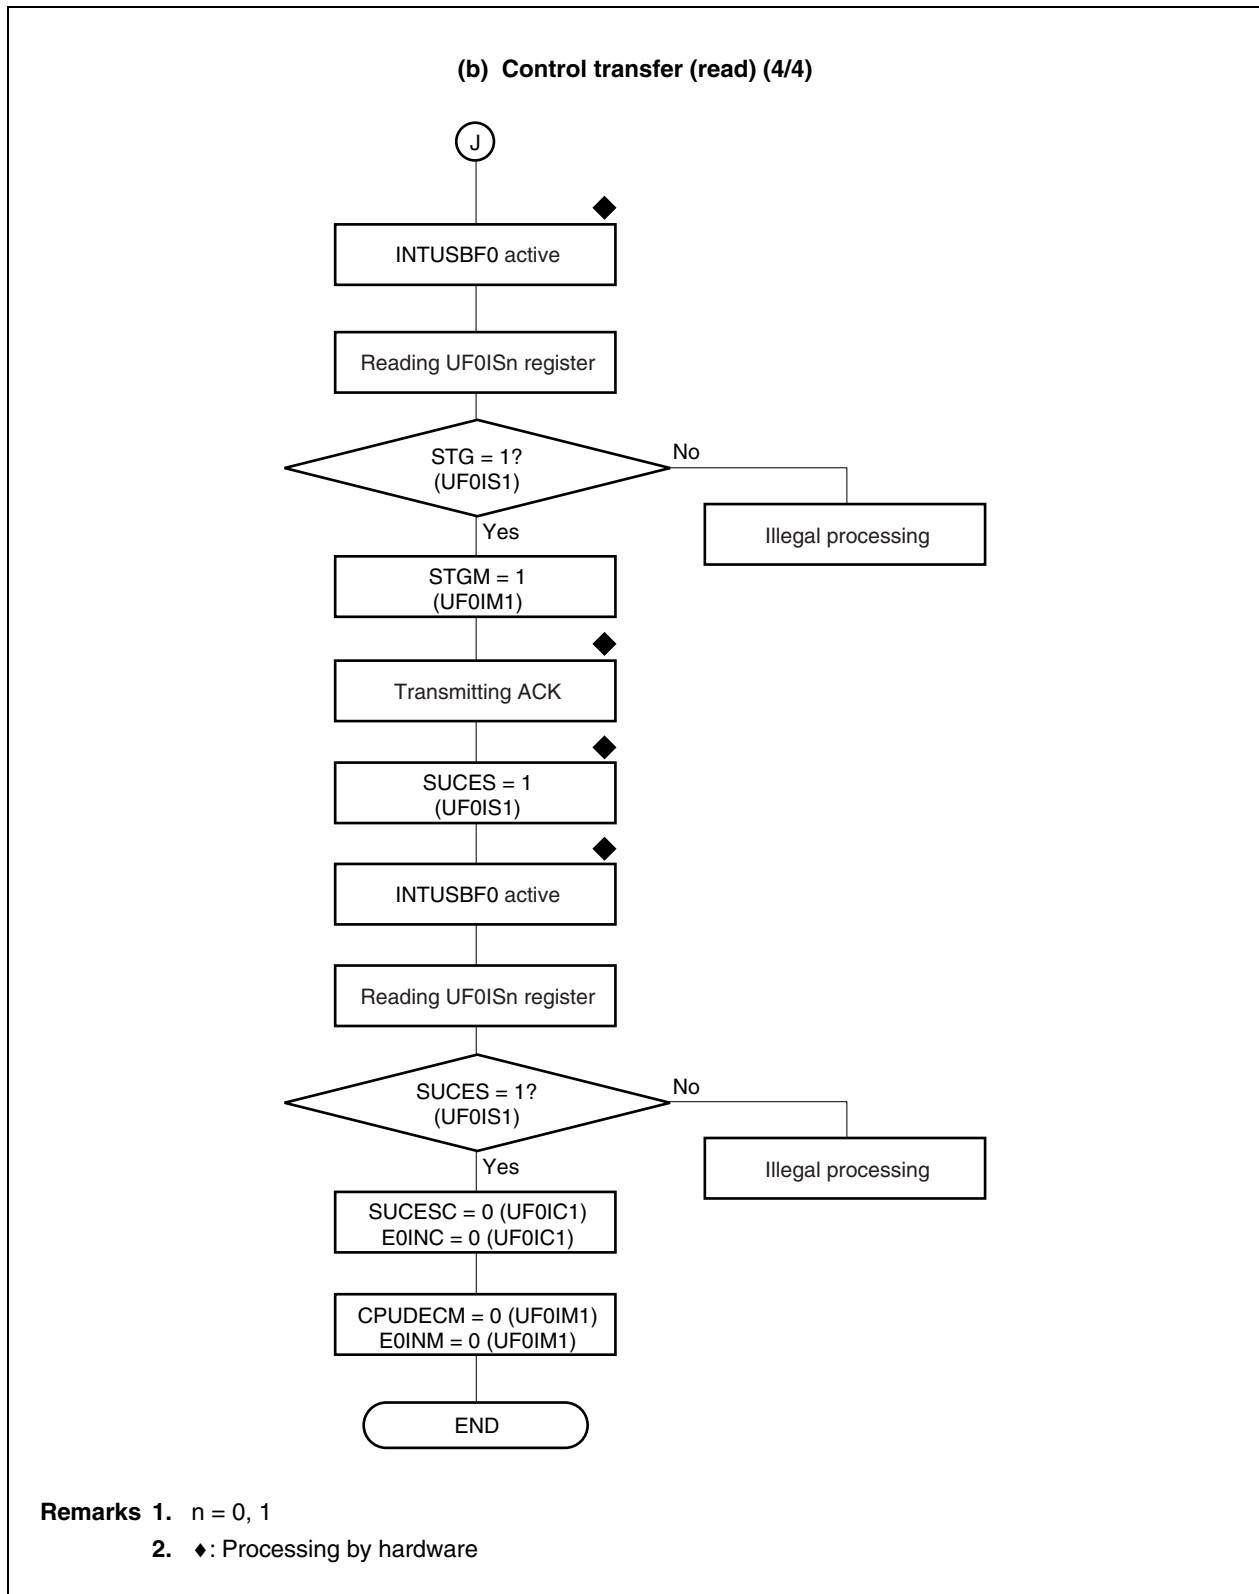 (b) Control transfer (read) (4/4)
J
INTUSBF0 active
Reading UF0ISn register
STG = 1?
(UF0IS1)
No
Illegal processing
Yes
STGM = 1
(UF0IM1)
Transmitting ACK
SUCES = 1
(UF0IS1)
INTUSBF0 active
Reading UF0ISn register
SUCES = 1?
(UF0IS1)
No
Illegal processing
Yes
SUCESC = 0 (UF0IC1)
E0INC = 0 (UF0IC1)
CPUDECM = 0 (UF0IM1)
E0INM = 0 (UF0IM1)
END
Remarks 1. n = 0, 1
2. ♦: Processing by hardware